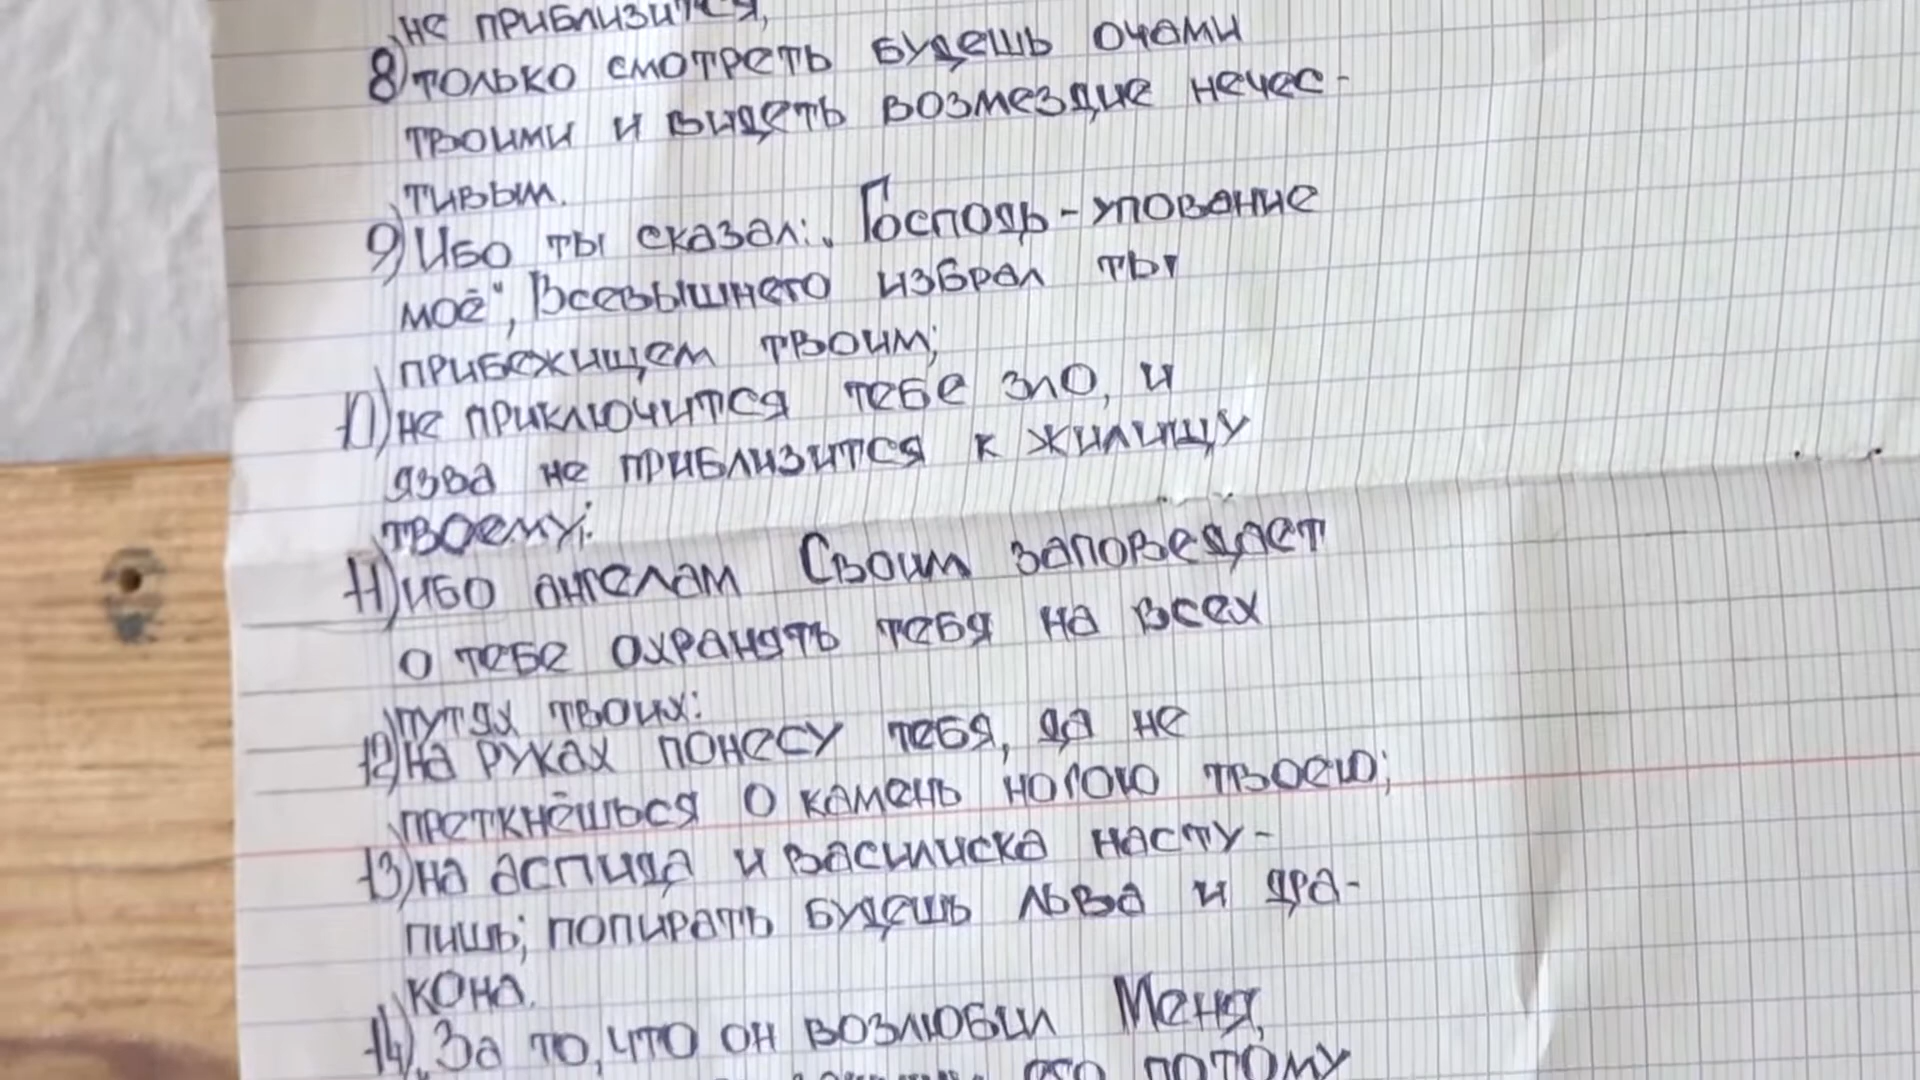 не приблизится,
8) только смотреть будешь очами
твоими и видеть возмездие нечес-
тивым.
9) Ибо ты сказал: „Господь - упование
моё", Всевышнего избрал ты
прибежищем твоим;
10) не приключится тебе зло, и
язва не приблизится к жилищу
твоему;
11) ибо ангелам Своим заповедает
о тебе охранять тебя на всех
путях твоих:
12) на руках понесу тебя, да не
преткнёшься о камень ногою твоею;
13) на аспида и василиска насту-
пишь; попирать будешь льва и дра-
кона.
14) „За то, что он возлюбил Меня,
его потому